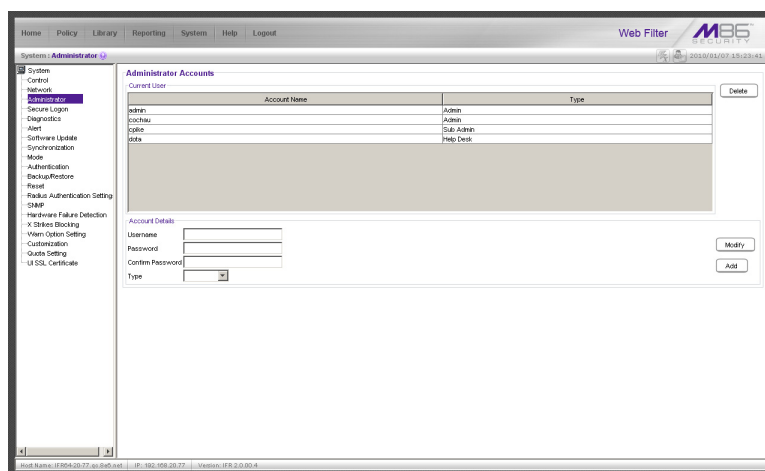 Home Policy Library Reporting System Help Logout
Web Filter
M86 SECURITY
System : Administrator
2010/01/07 15:23:41
System
Control
Network
Administrator
Secure Logon
Diagnostics
Alert
Software Update
Synchronization
Mode
Authentication
Backup/Restore
Reset
Radius Authentication Setting
SNMP
Hardware Failure Detection
X Strikes Blocking
Warn Option Setting
Customization
Quota Setting
UI SSL Certificate
Administrator Accounts
Current User
Account Name Type
admin Admin
cochau Admin
cpike Sub Admin
dota Help Desk
Delete
Account Details
Username
Password
Confirm Password
Type
Modify
Add
Host Name: IFR64-20-77.qc.8e6.net IP: 192.168.20.77 Version: IFR 2.0.00.4